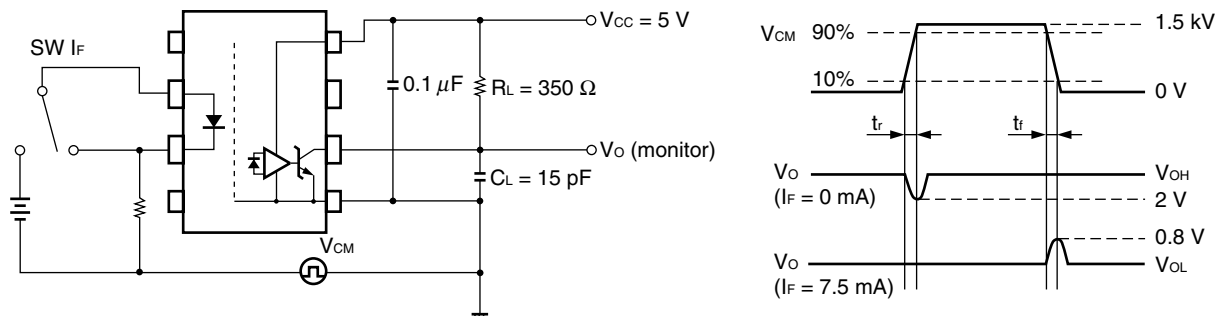 SW IF
VCC = 5 V
0.1 μF
RL = 350 Ω
VO (monitor)
CL = 15 pF
VCM
VCM
90%
10%
1.5 kV
0 V
tr
tf
VO
(IF = 0 mA)
VOH
2 V
0.8 V
VO
(IF = 7.5 mA)
VOL